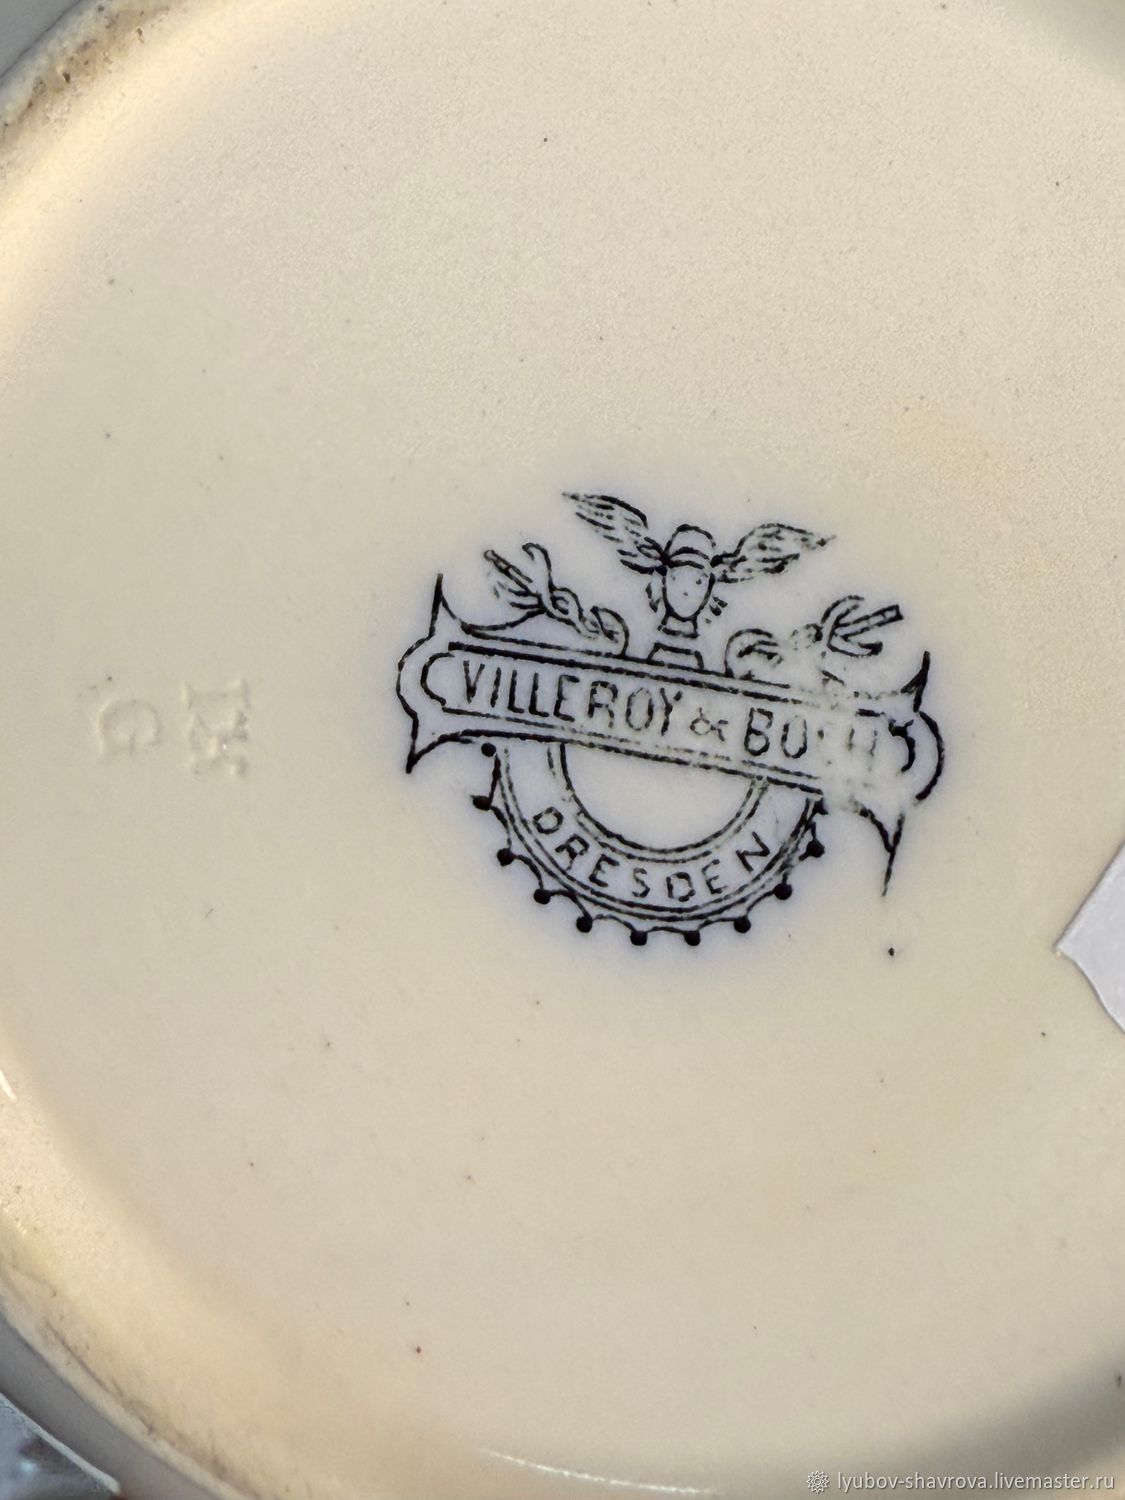 VILLEROY & BOCH
DRESDEN
K
G
lyubov-shavrova.livemaster.ru